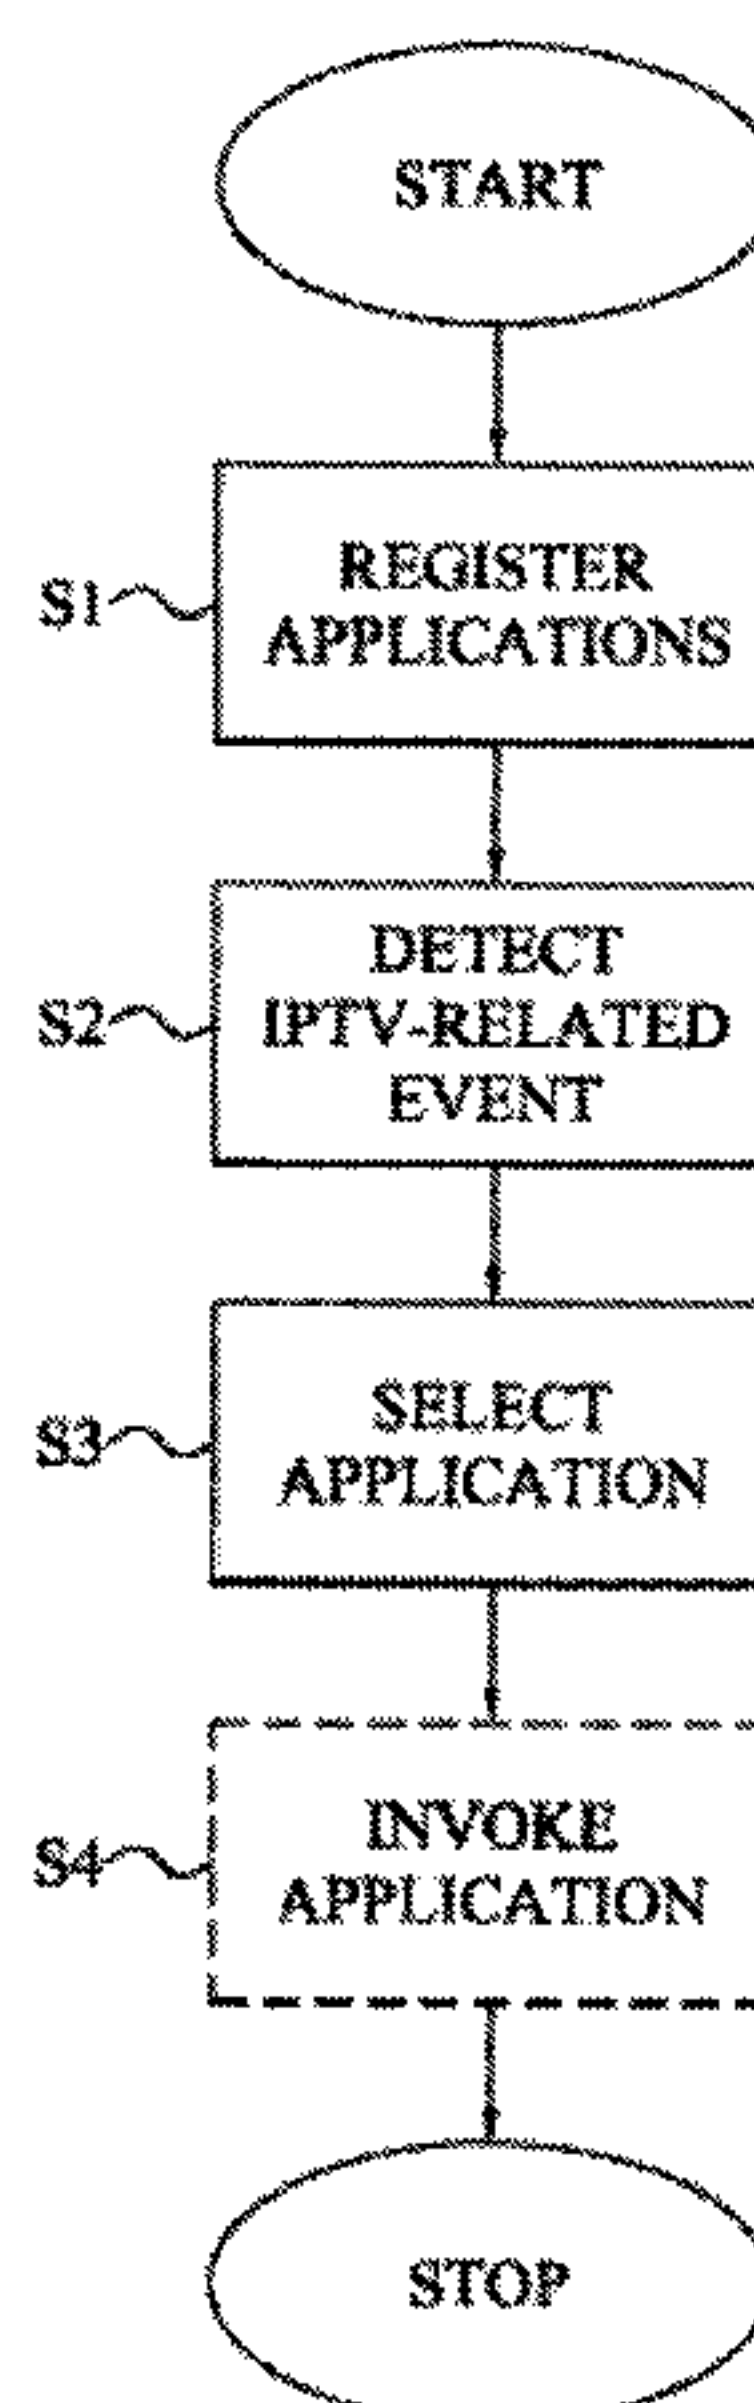 START
S1
REGISTER
APPLICATIONS
S2
DETECT
IPTV-RELATED
EVENT
S3
SELECT
APPLICATION
S4
INVOKE
APPLICATION
STOP